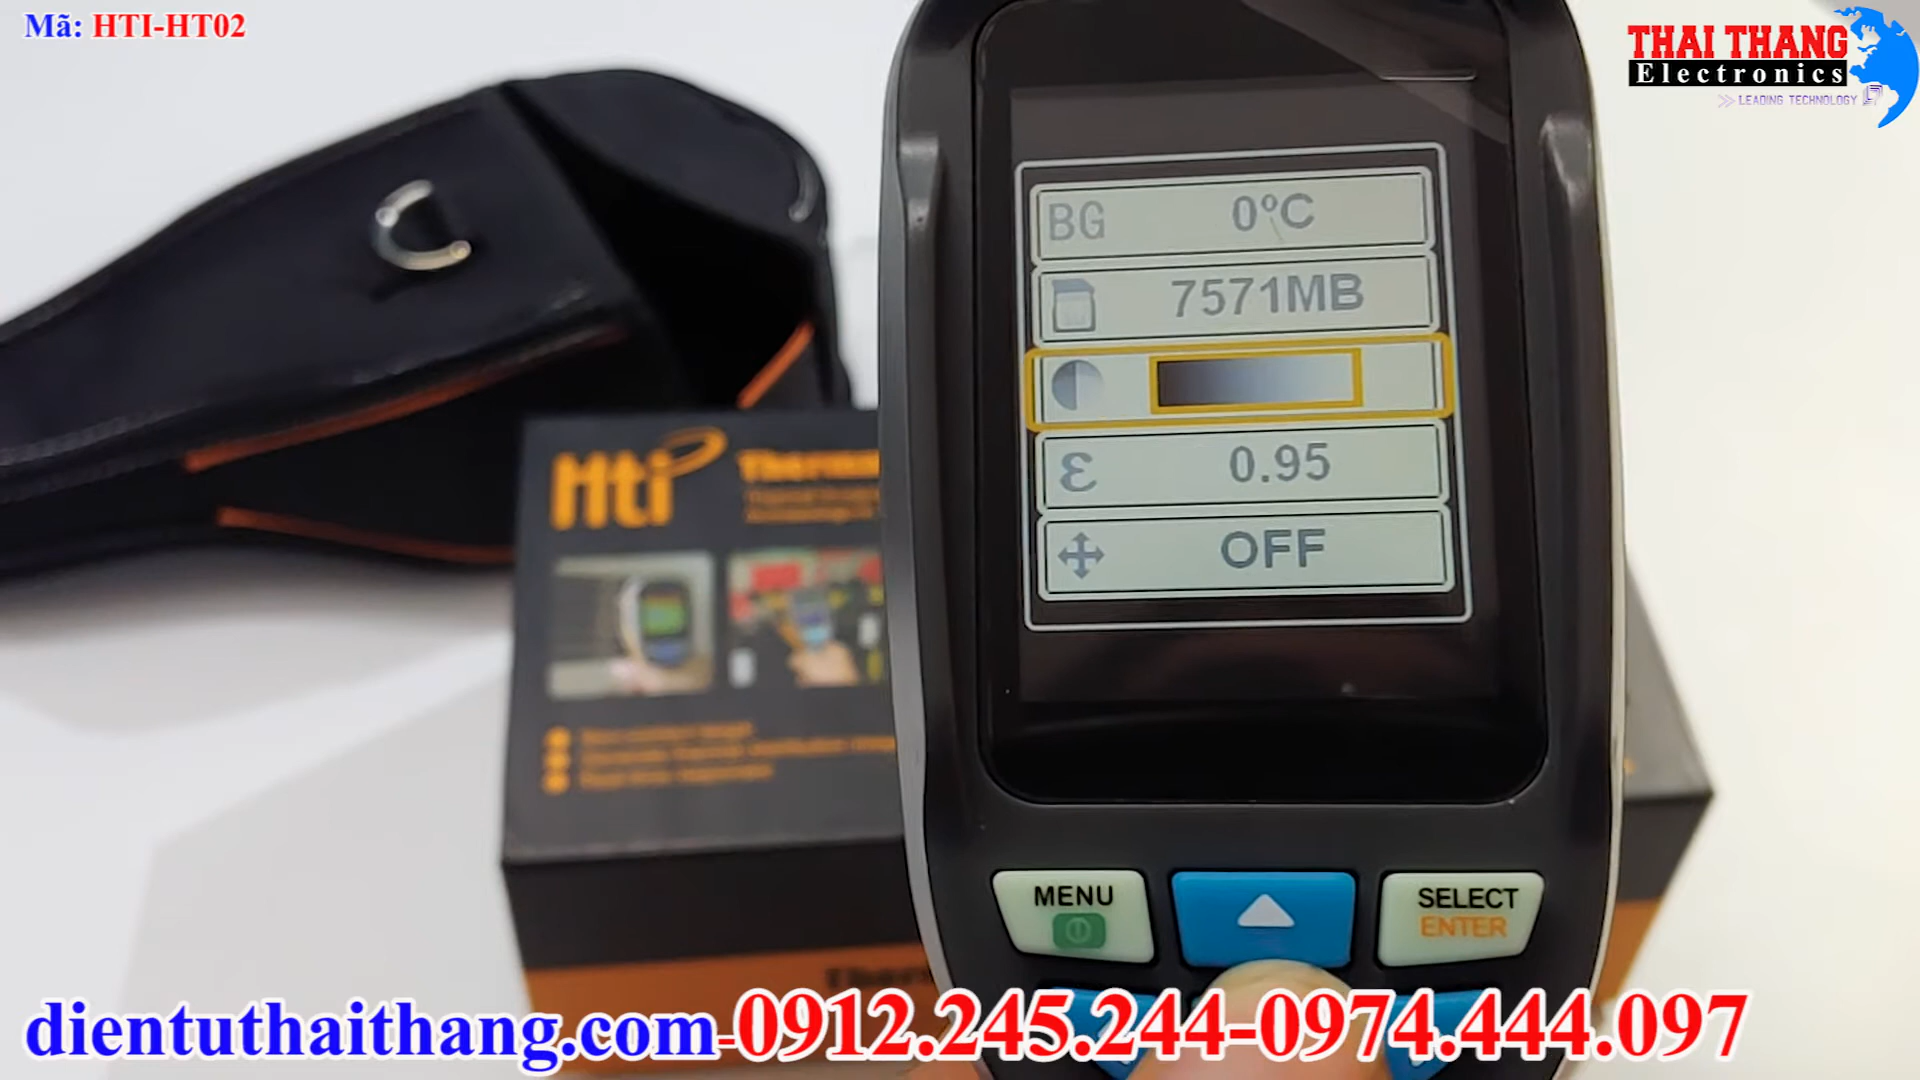 Mã: HTI-HT02
THAI THANG
Electronics
LEADING TECHNOLOGY
BG 0°C
7571MB
ε 0.95
OFF
Hti
MENU
SELECT
ENTER
dientuthaithang.com-0912.245.244-0974.444.097